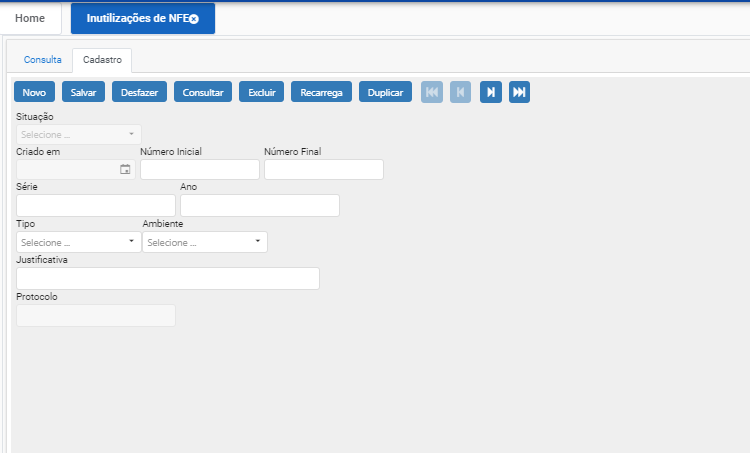 Home Inutilizações de NFE
Consulta Cadastro
Novo Salvar Desfazer Consultar Excluir Recarrega Duplicar
Situação
Selecione ...
Criado em Número Inicial Número Final
Série Ano
Tipo Ambiente
Selecione ... Selecione ...
Justificativa
Protocolo